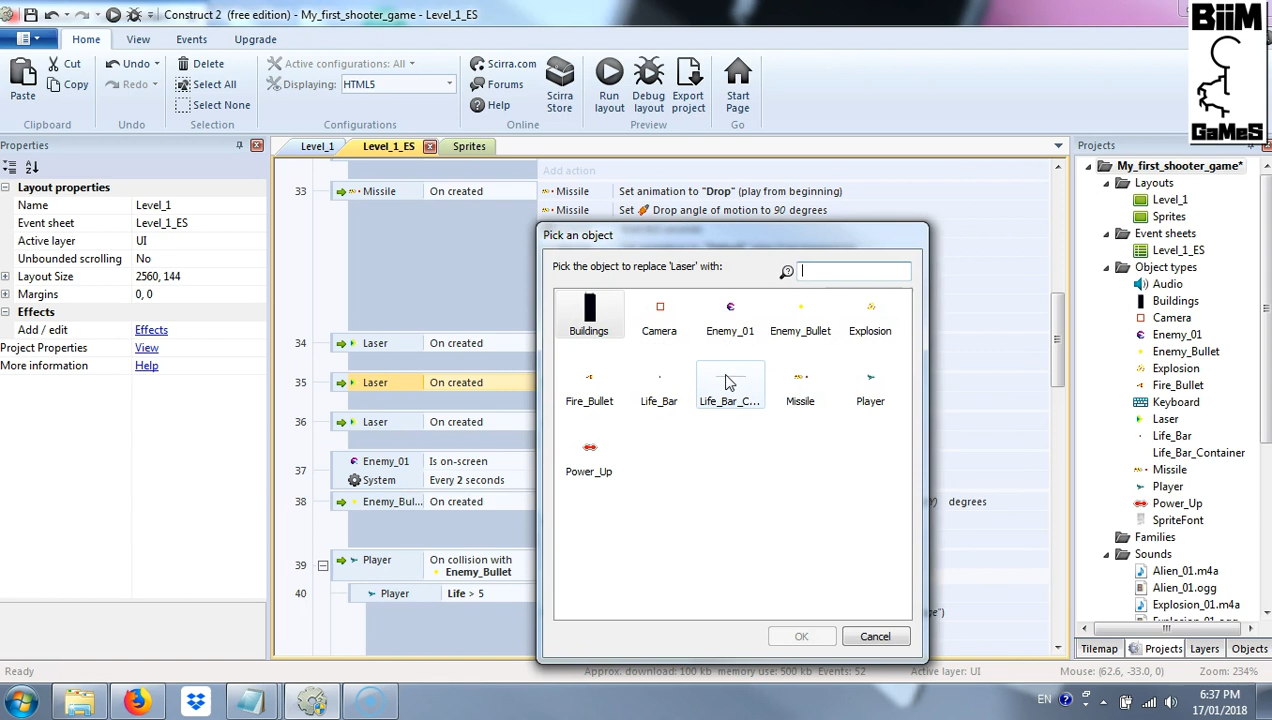 Construct 2 (free edition) - My_first_shooter_game - Level_1_ES
BiiM
GaMeS
Home
View
Events
Upgrade
Paste
Cut
Copy
Clipboard
Undo
Redo
Undo
Delete
Select All
Select None
Selection
Active configurations: All
Displaying:
HTML5
Configurations
Scirra.com
Forums
Help
Scirra
Store
Online
Run
layout
Debug
layout
Export
project
Preview
Start
Page
Go
Properties
Layout properties
Name Level_1
Event sheet Level_1_ES
Active layer UI
Unbounded scrolling No
Layout Size 2560, 144
Margins 0, 0
Effects
Add / edit Effects
Project Properties View
More information Help
Level_1
Level_1_ES
Sprites
Add action
33 Missile On created
Missile Set animation to "Drop" (play from beginning)
Missile Set Drop angle of motion to 90 degrees
34 Laser On created
35 Laser On created
36 Laser On created
37 Enemy_01 Is on-screen
System Every 2 seconds
38 Enemy_Bul... On created
degrees
39 Player On collision with
Enemy_Bullet
40 Player Life > 5
Pick an object
Pick the object to replace 'Laser' with:
Buildings
Camera
Enemy_01
Enemy_Bullet
Explosion
Fire_Bullet
Life_Bar
Life_Bar_C...
Missile
Player
Power_Up
OK
Cancel
Projects
My_first_shooter_game*
Layouts
Level_1
Sprites
Event sheets
Level_1_ES
Object types
Audio
Buildings
Camera
Enemy_01
Enemy_Bullet
Explosion
Fire_Bullet
Keyboard
Laser
Life_Bar
Life_Bar_Container
Missile
Player
Power_Up
SpriteFont
Families
Sounds
Alien_01.m4a
Alien_01.ogg
Explosion_01.m4a
Tilemap
Projects
Layers
Objects
Ready
Approx. download: 100 kb memory use: 500 kb Events: 52
Active layer: UI
Mouse: (62.6, -33.0, 0)
Zoom: 234%
EN
6:37 PM
17/01/2018